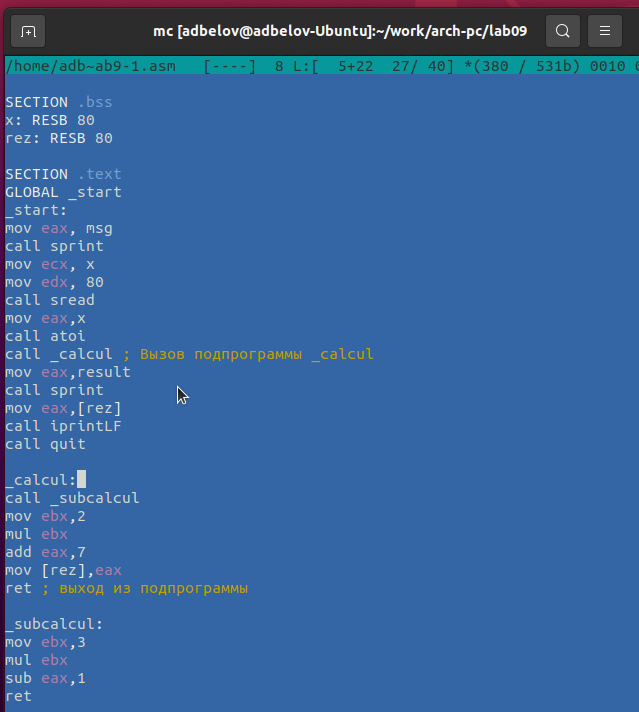 mc [adbelov@adbelov-Ubuntu]:~/work/arch-pc/lab09
/home/adb~ab9-1.asm   [----]  8 L:[  5+22  27/ 40] *(380 / 531b) 0010
SECTION .bss
x: RESB 80
rez: RESB 80
SECTION .text
GLOBAL _start
_start:
mov eax, msg
call sprint
mov ecx, x
mov edx, 80
call sread
mov eax,x
call atoi
call _calcul ; Вызов подпрограммы _calcul
mov eax,result
call sprint
mov eax,[rez]
call iprintLF
call quit
_calcul:
call _subcalcul
mov ebx,2
mul ebx
add eax,7
mov [rez],eax
ret ; выход из подпрограммы
_subcalcul:
mov ebx,3
mul ebx
sub eax,1
ret